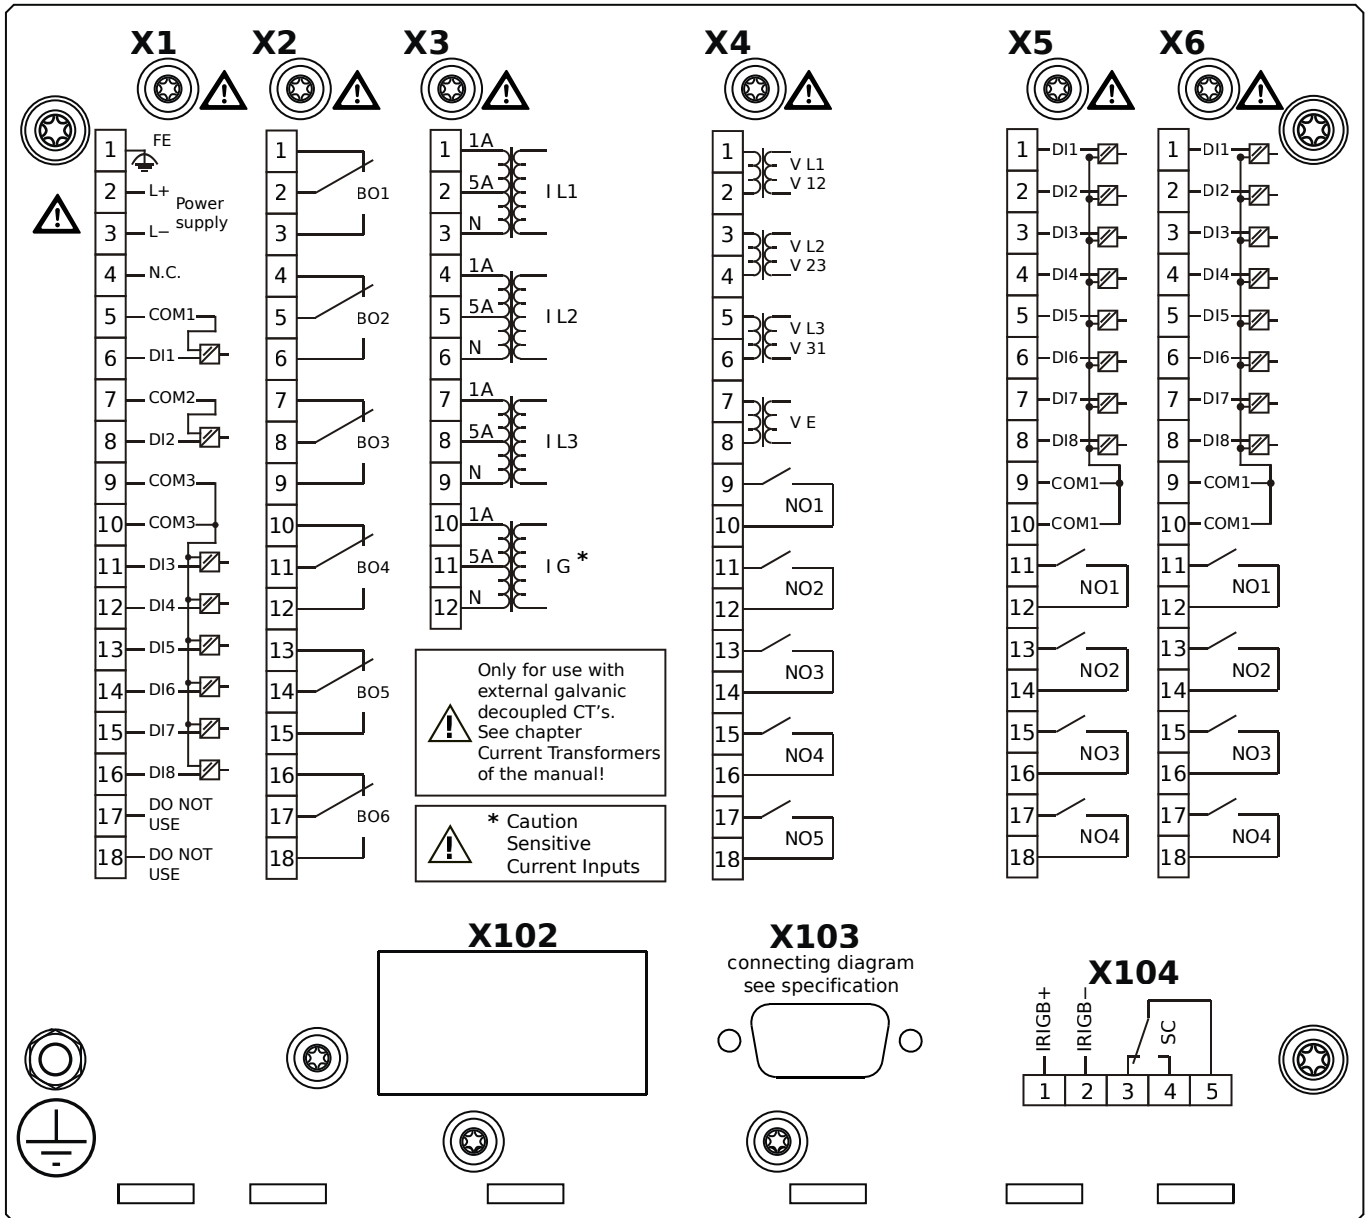 X1
X2
X3
X4
X5
X6
1
FE
2
L+
Power
supply
3
L−
4
N.C.
5
COM1
6
DI1
7
COM2
8
DI2
9
COM3
10
COM3
11
DI3
12
DI4
13
DI5
14
DI6
15
DI7
16
DI8
17
DO NOT
USE
18
DO NOT
USE
1
2
BO1
3
4
5
BO2
6
7
8
BO3
9
10
11
BO4
12
13
14
BO5
15
16
17
BO6
18
1
1A
2
5A
I L1
3
N
4
1A
5
5A
I L2
6
N
7
1A
8
5A
I L3
9
N
10
1A
11
5A
I G *
12
N
Only for use with
external galvanic
decoupled CT's.
See chapter
Current Transformers
of the manual!
* Caution
Sensitive
Current Inputs
1
V L1
V 12
2
3
V L2
V 23
4
5
V L3
V 31
6
7
V E
8
9
NO1
10
11
NO2
12
13
NO3
14
15
NO4
16
17
NO5
18
1
DI1
2
DI2
3
DI3
4
DI4
5
DI5
6
DI6
7
DI7
8
DI8
9
COM1
10
COM1
11
NO1
12
13
NO2
14
15
NO3
16
17
NO4
18
1
DI1
2
DI2
3
DI3
4
DI4
5
DI5
6
DI6
7
DI7
8
DI8
9
COM1
10
COM1
11
NO1
12
13
NO2
14
15
NO3
16
17
NO4
18
X102
X103
connecting diagram
see specification
X104
IRIGB+
IRIGB−
SC
1 2 3 4 5